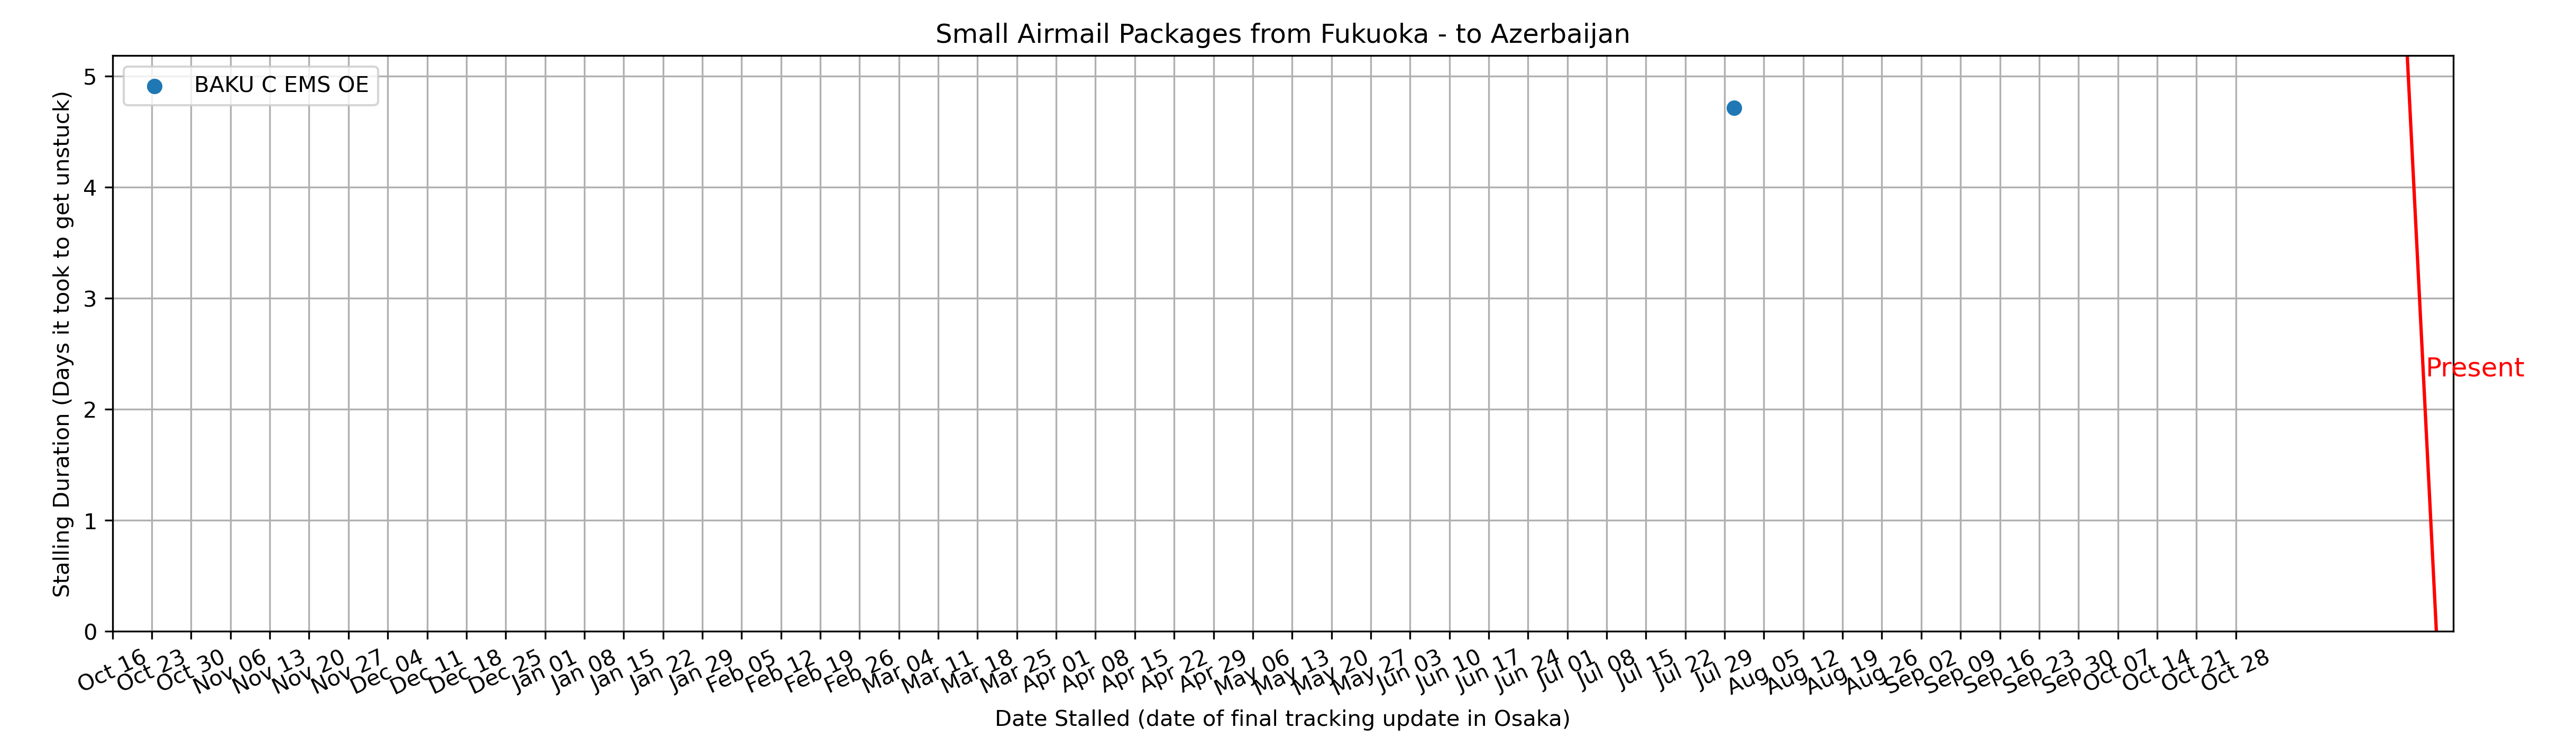 Small Airmail Packages from Fukuoka - to Azerbaijan
BAKU C EMS OE
Stalling Duration (Days it took to get unstuck)
5
4
3
2
1
0
Present
Oct 16
Oct 23
Oct 30
Nov 06
Nov 13
Nov 20
Nov 27
Dec 04
Dec 11
Dec 18
Dec 25
Jan 01
Jan 08
Jan 15
Jan 22
Jan 29
Feb 05
Feb 12
Feb 19
Feb 26
Mar 04
Mar 11
Mar 18
Mar 25
Apr 01
Apr 08
Apr 15
Apr 22
Apr 29
May 06
May 13
May 20
May 27
Jun 03
Jun 10
Jun 17
Jun 24
Jul 01
Jul 08
Jul 15
Jul 22
Jul 29
Aug 05
Aug 12
Aug 19
Aug 26
Sep 02
Sep 09
Sep 16
Sep 23
Sep 30
Oct 07
Oct 14
Oct 21
Oct 28
Date Stalled (date of final tracking update in Osaka)